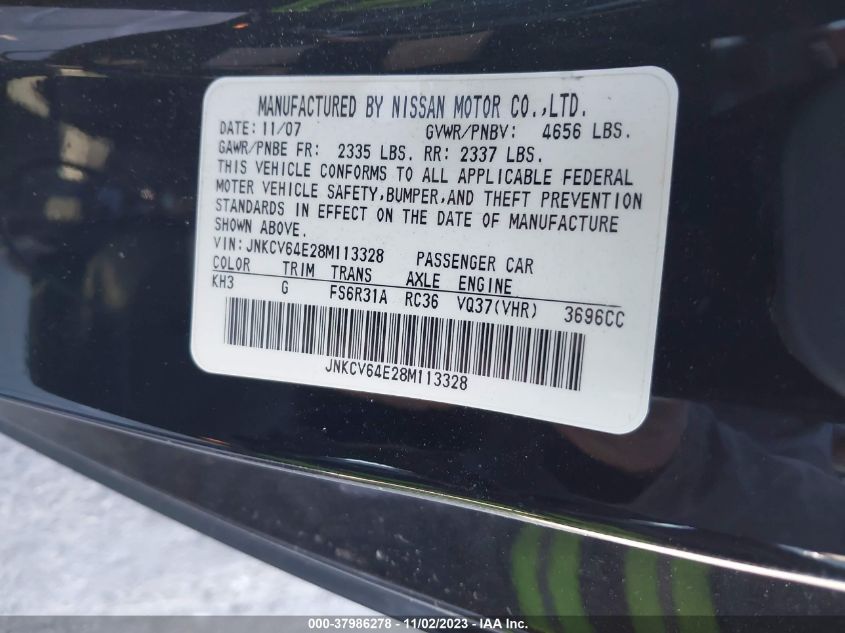 MANUFACTURED BY NISSAN MOTOR CO.,LTD.
DATE: 11/07 GVWR/PNBV: 4656 LBS.
GAWR/PNBE FR: 2335 LBS. RR: 2337 LBS.
THIS VEHICLE CONFORMS TO ALL APPLICABLE FEDERAL
MOTER VEHICLE SAFETY,BUMPER,AND THEFT PREVENTION
STANDARDS IN EFFECT ON THE DATE OF MANUFACTURE
SHOWN ABOVE.
VIN: JNKCV64E28M113328 PASSENGER CAR
COLOR TRIM TRANS AXLE ENGINE
KH3 G FS6R31A RC36 VQ37(VHR) 3696CC
JNKCV64E28M113328
000-37986278 - 11/02/2023 - IAA Inc.